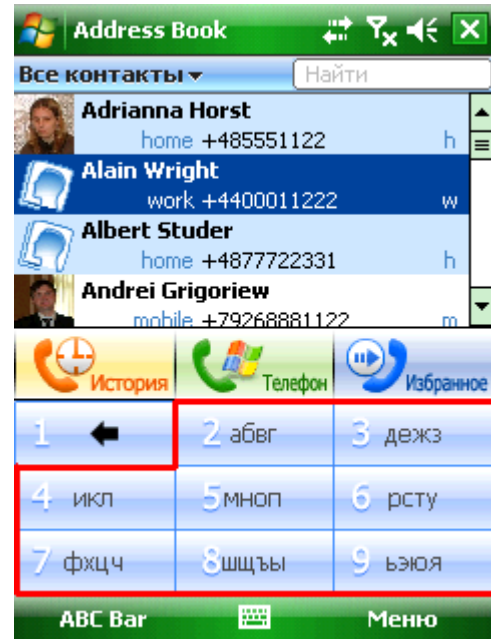 Address Book
Все контакты Найти
Adrianna Horst
home +485551122 h
Alain Wright
work +4400011222 w
Albert Studer
home +4877722331 h
Andrei Grigoriew
mobile +79268881122 m
История Телефон Избранное
1 2 абвг 3 дежз
4 икл 5 мноп 6 рсту
7 фхцч 8 шщъы 9 ьэюя
ABC Bar Меню